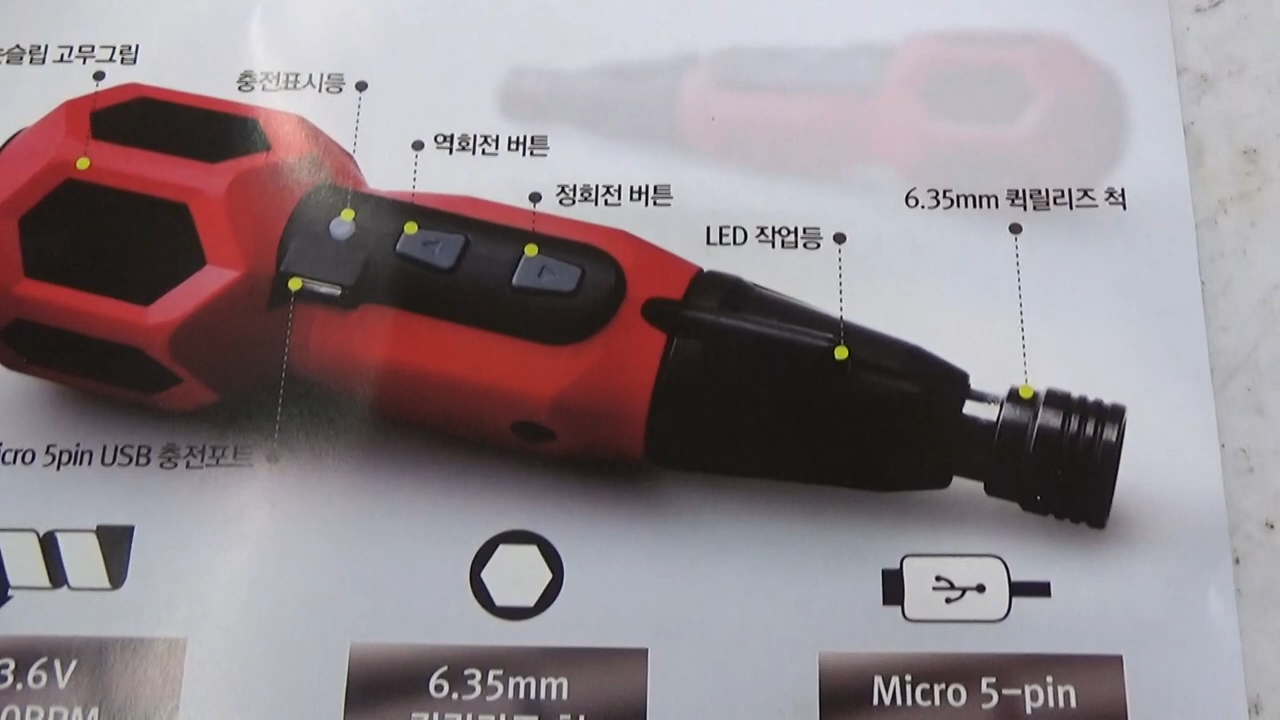 슬립 고무그립
충전표시등
역회전 버튼
정회전 버튼
6.35mm 퀵릴리즈 척
LED 작업등
5pin USB 충전포트
3.6V
6.35mm
Micro 5-pin